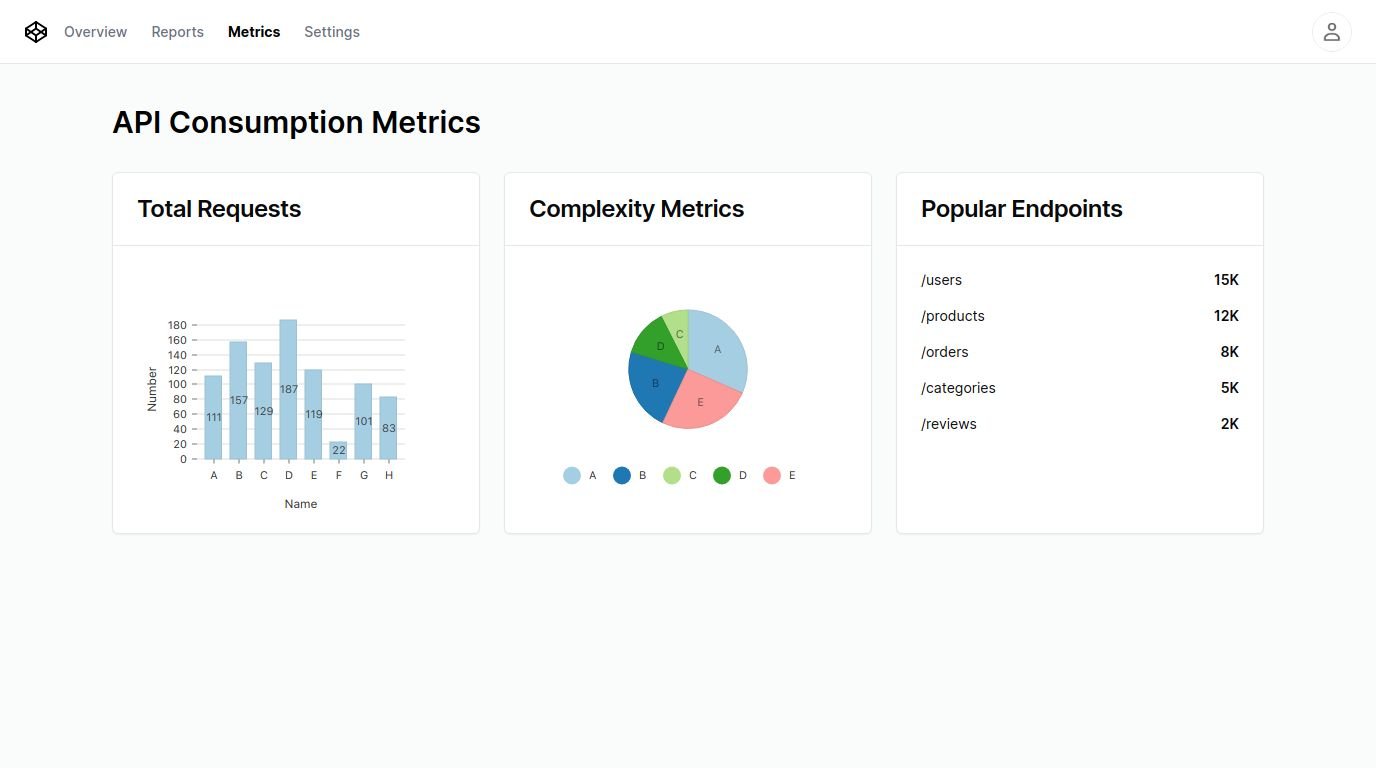 Overview Reports Metrics Settings
API Consumption Metrics
Total Requests
Number
180
160
140
120
100
80
60
40
20
0
111 157 129 187 119 22 101 83
A B C D E F G H
Name
Complexity Metrics
A
B
C
D
E
A B C D E
Popular Endpoints
/users 15K
/products 12K
/orders 8K
/categories 5K
/reviews 2K